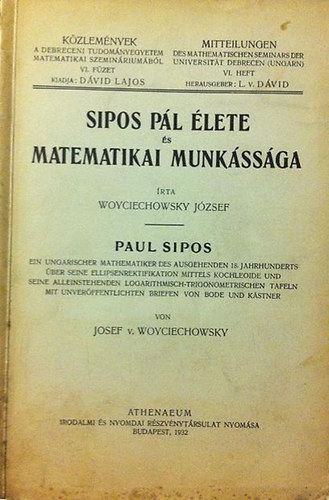 KÖZLEMÉNYEK
A DEBRECENI TUDOMÁNYEGYETEM
MATEMATIKAI SZEMINÁRIUMÁBÓL
VI. FÜZET
KIADJA: DÁVID LAJOS
MITTEILUNGEN
DES MATHEMATISCHEN SEMINARS DER
UNIVERSITÄT DEBRECEN (UNGARN)
VI. HEFT
HERAUSGEBER: L. v. DÁVID
SIPOS PÁL ÉLETE
ÉS
MATEMATIKAI MUNKÁSSÁGA
ÍRTA
WOYCIECHOWSKY JÓZSEF
PAUL SIPOS
EIN UNGARISCHER MATHEMATIKER DES AUSGEHENDEN 18. JAHRHUNDERTS
ÜBER SEINE ELLIPSENREKTIFIKATION MITTELS KOCHLEOIDE UND
SEINE ALLEINSTEHENDEN LOGARITHMISCH-TRIGONOMETRISCHEN TAFELN
MIT UNVERÖFFENTLICHTEN BRIEFEN VON BODE UND KÄSTNER
VON
JOSEF v. WOYCIECHOWSKY
ATHENAEUM
IRODALMI ÉS NYOMDAI RÉSZVÉNYTÁRSULAT NYOMÁSA
BUDAPEST, 1932